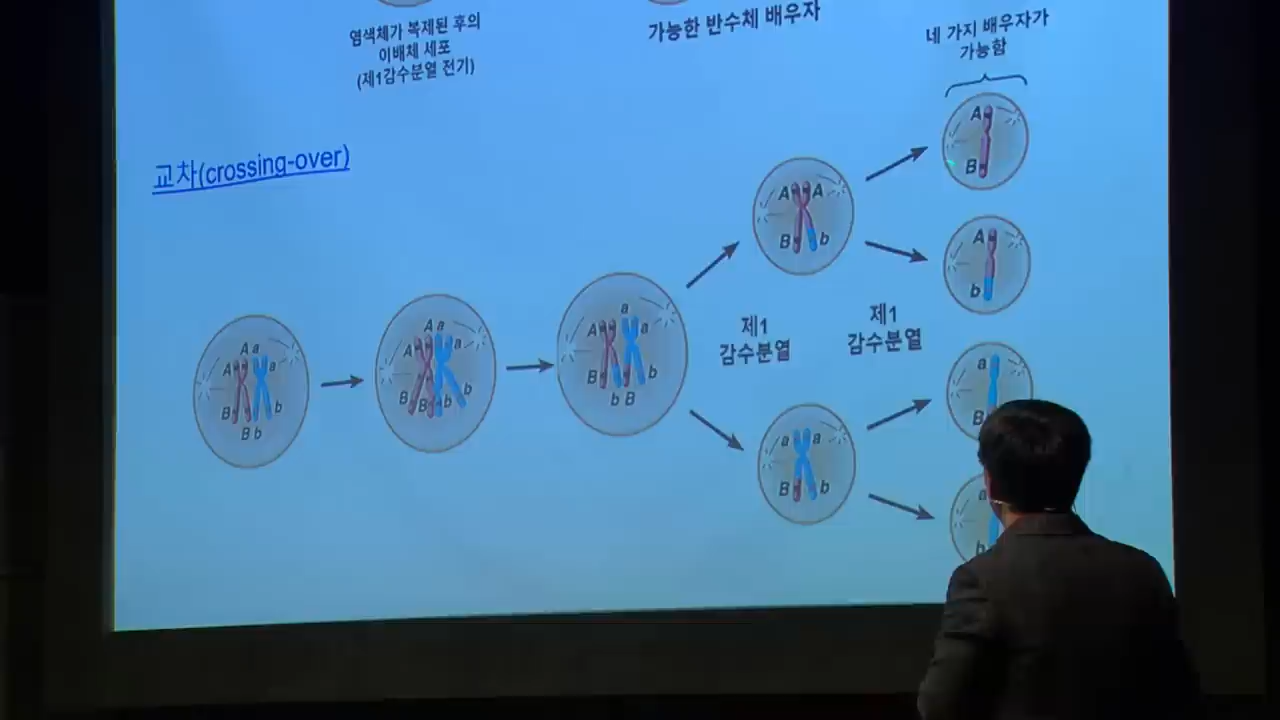 염색체가 복제된 후의
이배체 세포
(제1감수분열 전기)
가능한 반수체 배우자
네 가지 배우자가
가능함
교차(crossing-over)
A A a a
B B b b
A A a a
B B b b
A A a a
B b B b
제1
감수분열
제1
감수분열
A A
B b
a a
B b
A
B
A
b
a
B
a
b